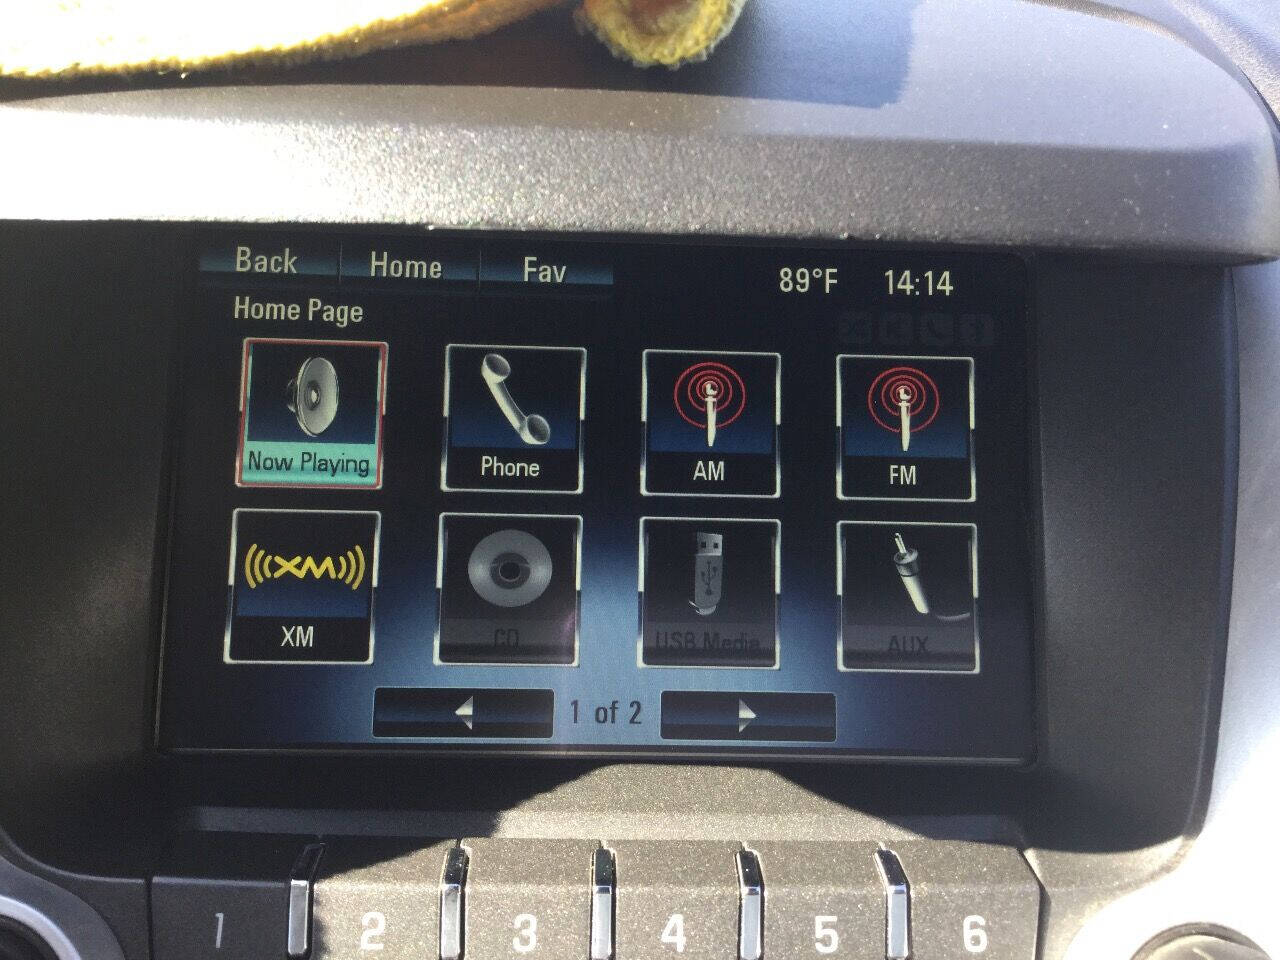 Back Home Fav 89°F 14:14
Home Page
Now Playing Phone AM FM
XM
XM CD USB Media AUX
1 of 2
1 2 3 4 5 6